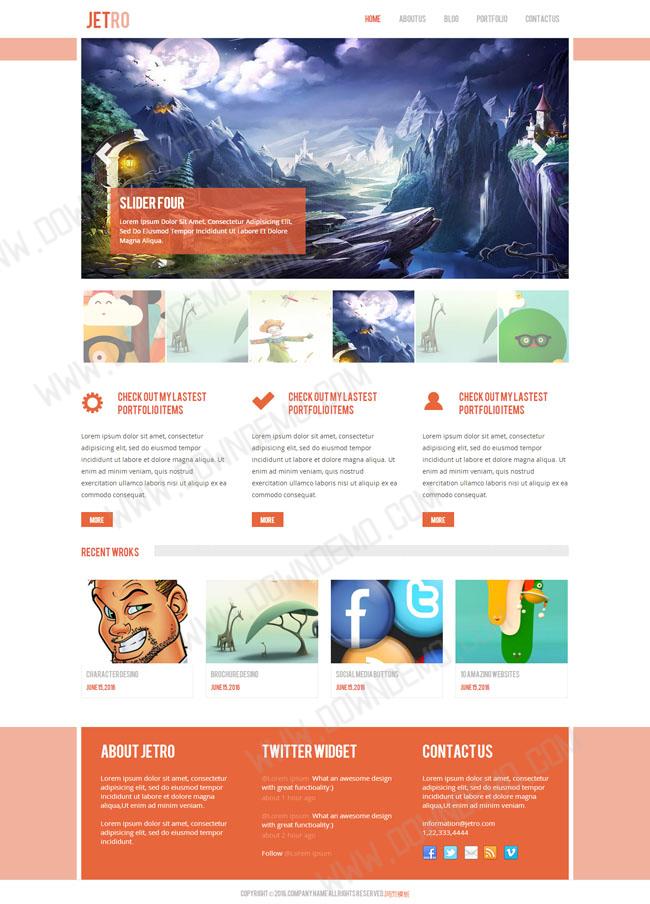 JETRO
HOME ABOUT US BLOG PORTFOLIO CONTACT US
SLIDER FOUR
Lorem Ipsum Dolor Sit Amet, Consectetur Adipisicing Elit,
Sed Do Eiusmod Tempor Incididunt Ut Labore Et Dolore
Magna Aliqua.
CHECK OUT MY LASTEST
PORTFOLIO ITEMS
Lorem ipsum dolor sit amet, consectetur
adipisicing elit, sed do eiusmod tempor
incididunt ut labore et dolore magna aliqua. Ut
enim ad minim veniam, quis nostrud
exercitation ullamco laboris nisi ut aliquip ex ea
commodo consequat.
MORE
CHECK OUT MY LASTEST
PORTFOLIO ITEMS
Lorem ipsum dolor sit amet, consectetur
adipisicing elit, sed do eiusmod tempor
incididunt ut labore et dolore magna aliqua. Ut
enim ad minim veniam, quis nostrud
exercitation ullamco laboris nisi ut aliquip ex ea
commodo consequat.
MORE
CHECK OUT MY LASTEST
PORTFOLIO ITEMS
Lorem ipsum dolor sit amet, consectetur
adipisicing elit, sed do eiusmod tempor
incididunt ut labore et dolore magna aliqua. Ut
enim ad minim veniam, quis nostrud
exercitation ullamco laboris nisi ut aliquip ex ea
commodo consequat.
MORE
RECENT WROKS
CHARACTER DESING
JUNE 15, 2016
BROCHURE DESING
JUNE 15, 2016
SOCIAL MEDIA BUTTONS
JUNE 15, 2016
10 AMAZING WEBSITES
JUNE 15, 2016
ABOUT JETRO
Lorem ipsum dolor sit amet, consectetur
adipisicing elit, sed do eiusmod tempor
incididunt ut labore et dolore magna
aliqua,Ut enim ad minim veniam.
Lorem ipsum dolor sit amet, consectetur
adipisicing elit, sed do eiusmod tempor
incididunt.
TWITTER WIDGET
@Lorem ipsum What an awesome design
with great functioality:)
about 1 hour ago
@Lorem ipsum What an awesome design
with great functioality:)
about 2 hour ago
Follow @Lorem ipsum
CONTACT US
Lorem ipsum dolor sit amet, consectetur
adipisicing elit, sed do eiusmod tempor
incididunt ut labore et dolore magna
aliqua,Ut enim ad minim veniam.
information@jetro.com
1,22,333,4444
COPYRIGHT © 2016.COMPANY NAME ALL RIGHTS RESERVED.网页模板
WWW.DOWNDEMO.COM